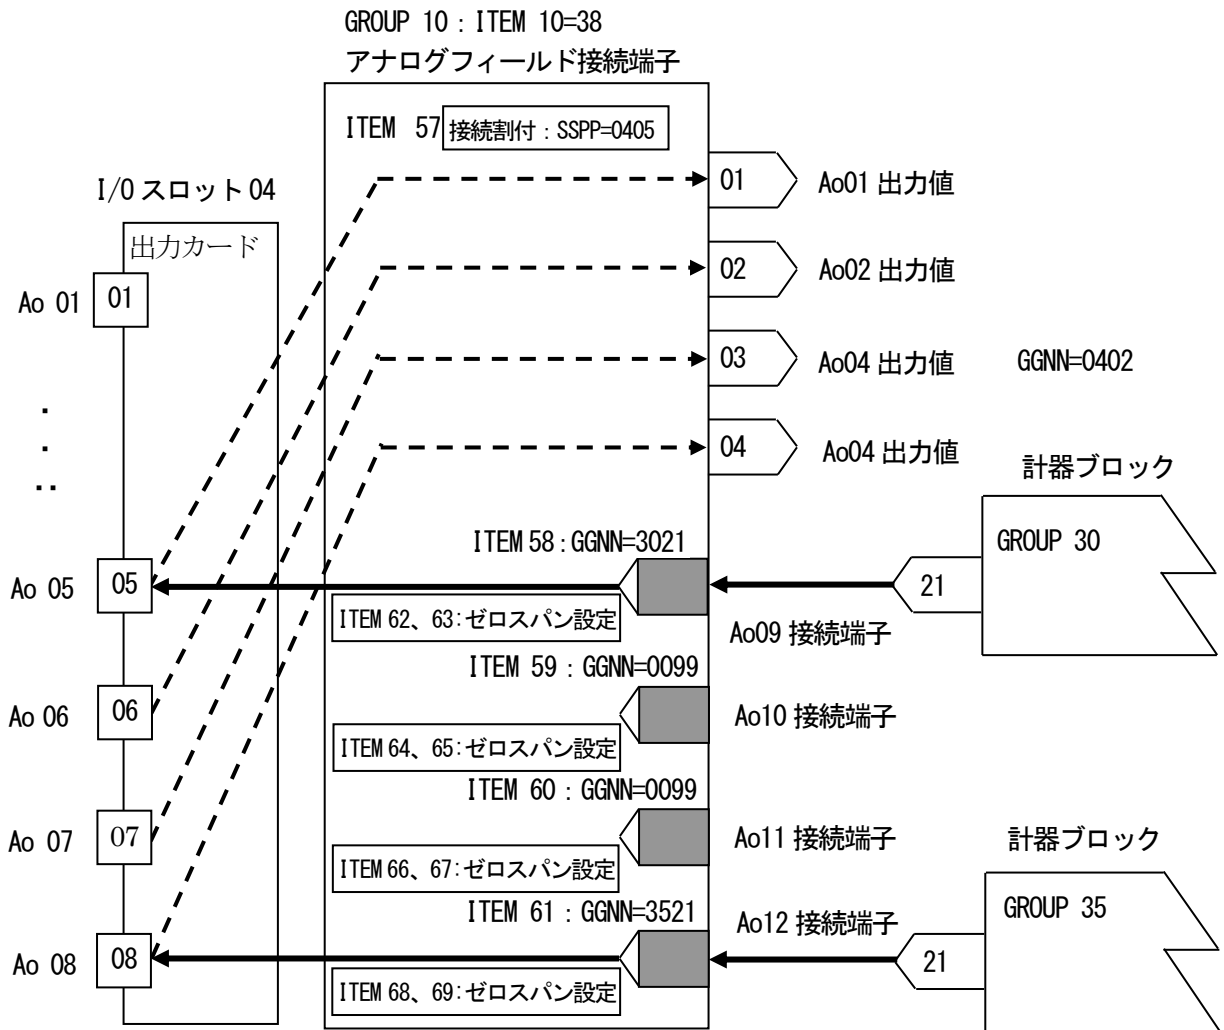 GROUP 10 : ITEM 10=38
アナログフィールド接続端子
ITEM 57
接続割付 : SSPP=0405
01
Ao01 出力値
I/O スロット 04
出力カード
Ao 01
01
02
Ao02 出力値
03
Ao04 出力値
GGNN=0402
04
Ao04 出力値
計器ブロック
GROUP 30
ITEM 58 : GGNN=3021
Ao 05
05
21
ITEM 62、63:ゼロスパン設定
Ao09 接続端子
ITEM 59 : GGNN=0099
Ao 06
06
Ao10 接続端子
ITEM 64、65:ゼロスパン設定
ITEM 60 : GGNN=0099
Ao 07
07
Ao11 接続端子
計器ブロック
ITEM 66、67:ゼロスパン設定
ITEM 61 : GGNN=3521
GROUP 35
Ao12 接続端子
Ao 08
08
21
ITEM 68、69:ゼロスパン設定